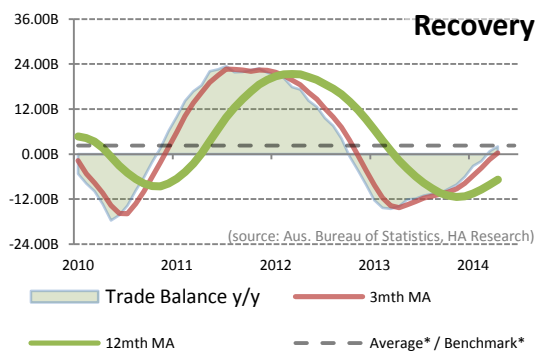 Recovery
36.00B
24.00B
12.00B
0.00B
-12.00B
-24.00B
(source: Aus. Bureau of Statistics, HA Research)
2010 2011 2012 2013 2014
Trade Balance y/y 3mth MA
12mth MA Average* / Benchmark*